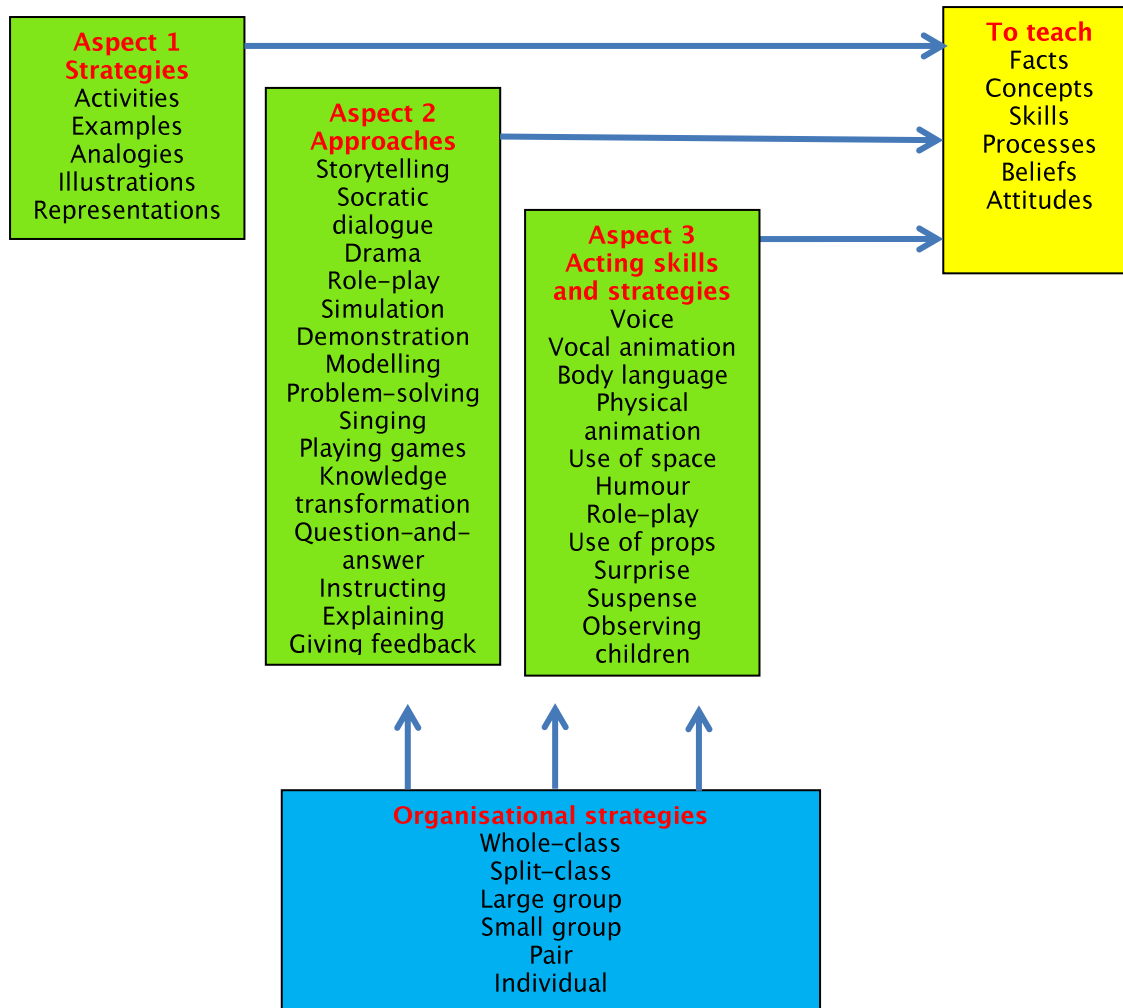 Aspect 1
Strategies
Activities
Examples
Analogies
Illustrations
Representations
Aspect 2
Approaches
Storytelling
Socratic
dialogue
Drama
Role-play
Simulation
Demonstration
Modelling
Problem-solving
Singing
Playing games
Knowledge
transformation
Question-and-
answer
Instructing
Explaining
Giving feedback
Aspect 3
Acting skills
and strategies
Voice
Vocal animation
Body language
Physical
animation
Use of space
Humour
Role-play
Use of props
Surprise
Suspense
Observing
children
To teach
Facts
Concepts
Skills
Processes
Beliefs
Attitudes
Organisational strategies
Whole-class
Split-class
Large group
Small group
Pair
Individual